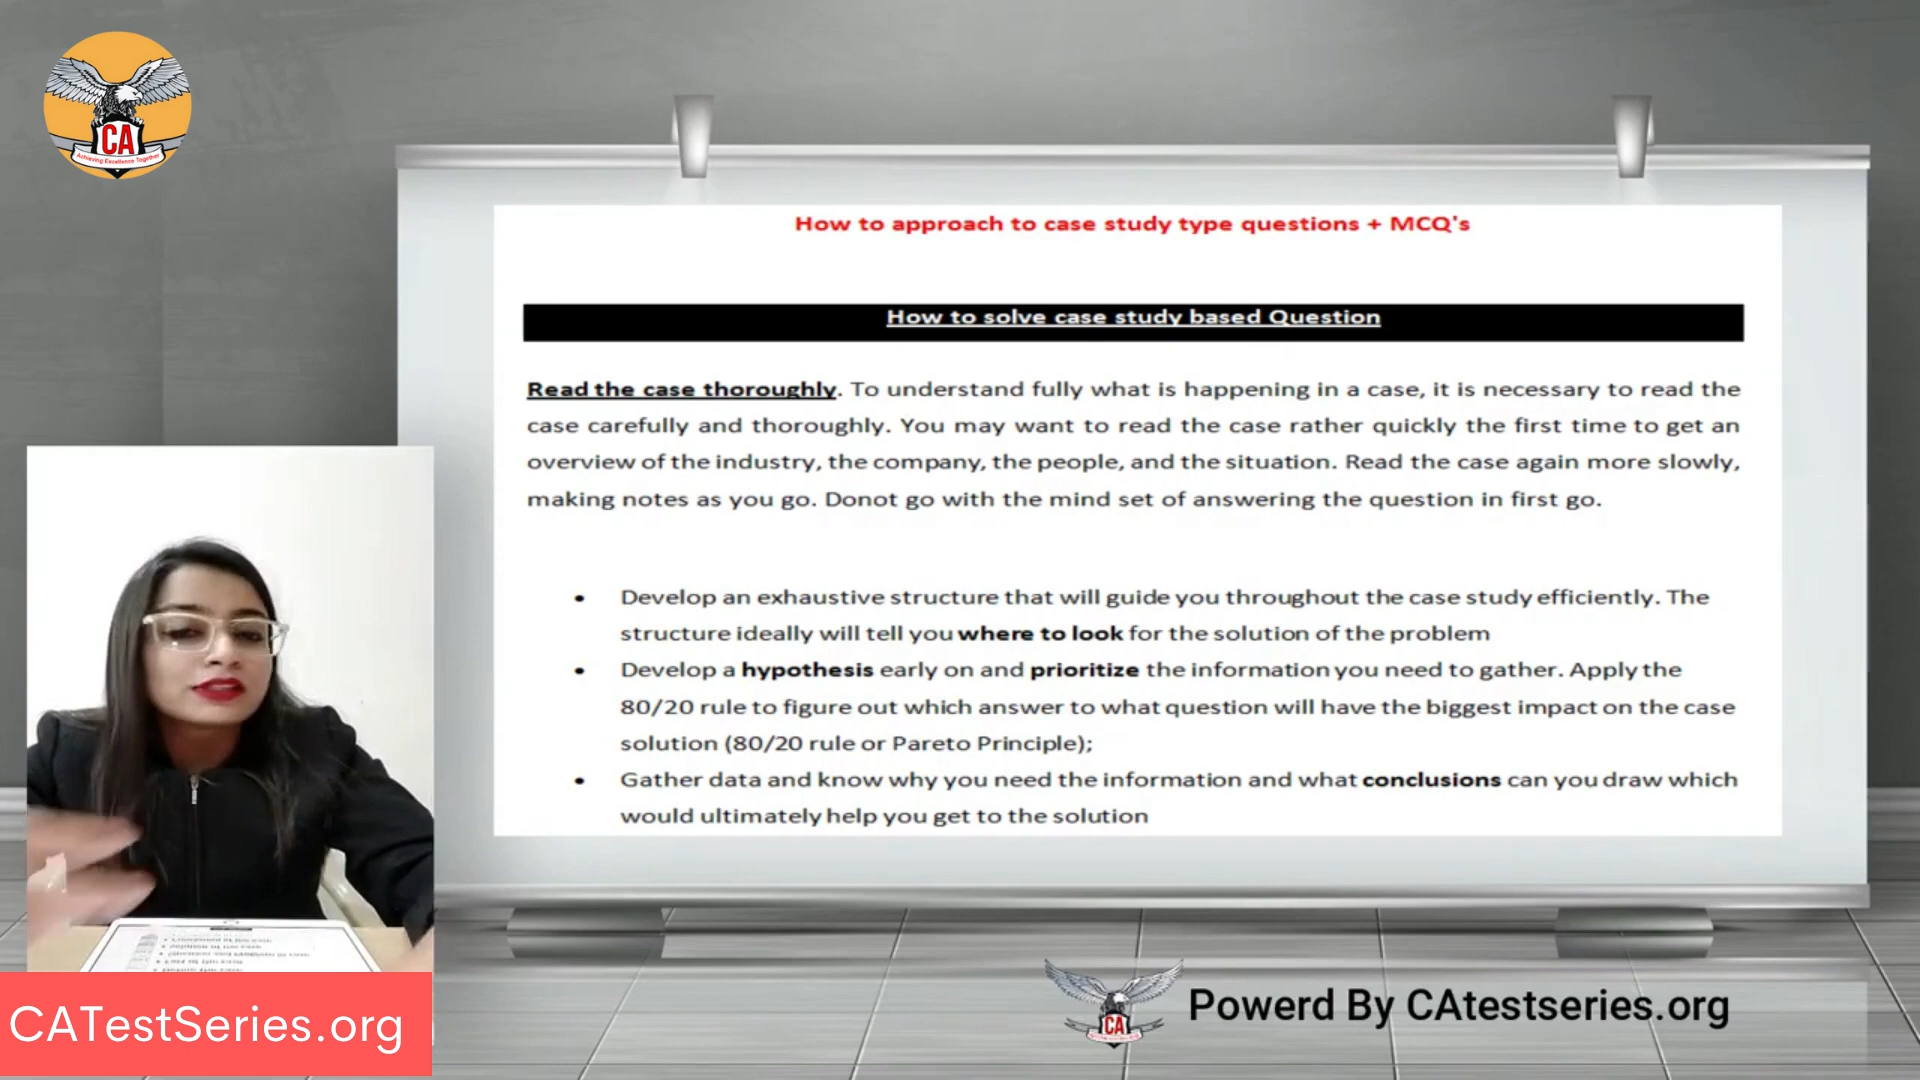 CA
Achieving Excellence Together
How to approach to case study type questions + MCQ's
How to solve case study based Question
Read the case thoroughly. To understand fully what is happening in a case, it is necessary to read the
case carefully and thoroughly. You may want to read the case rather quickly the first time to get an
overview of the industry, the company, the people, and the situation. Read the case again more slowly,
making notes as you go. Donot go with the mind set of answering the question in first go.
• Develop an exhaustive structure that will guide you throughout the case study efficiently. The
structure ideally will tell you where to look for the solution of the problem
• Develop a hypothesis early on and prioritize the information you need to gather. Apply the
80/20 rule to figure out which answer to what question will have the biggest impact on the case
solution (80/20 rule or Pareto Principle);
• Gather data and know why you need the information and what conclusions can you draw which
would ultimately help you get to the solution
CATestSeries.org
CA
Powerd By CAtestseries.org